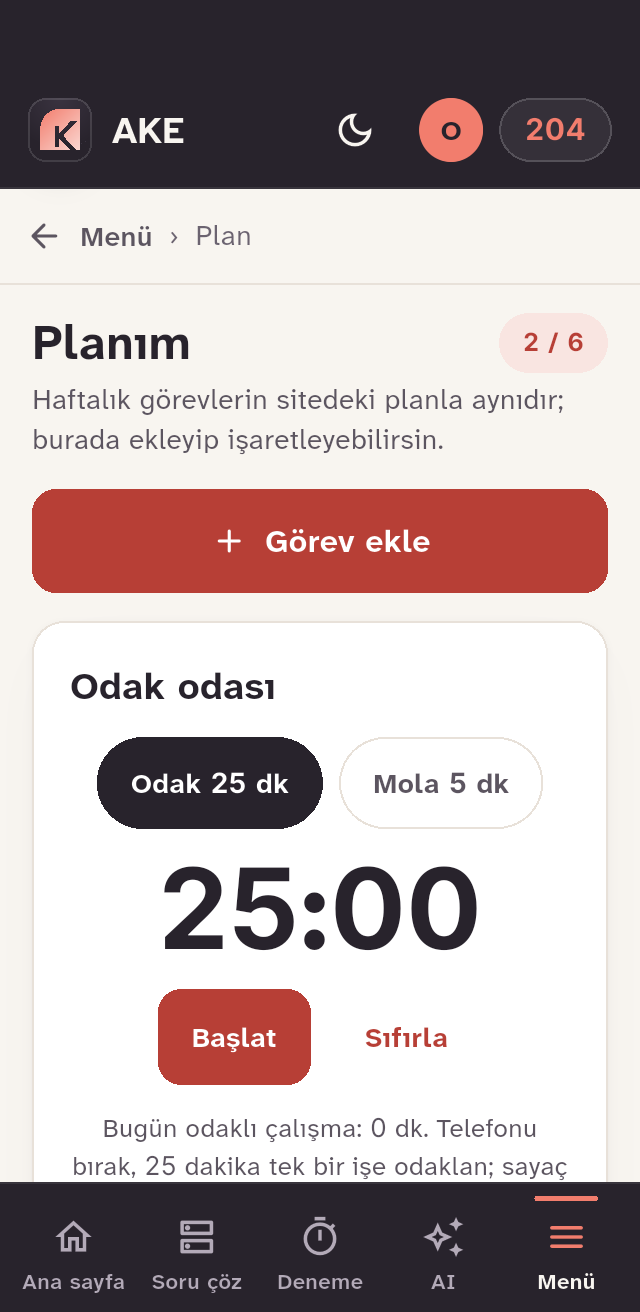 K AKE O 204
Menü › Plan
Planım 2 / 6
Haftalık görevlerin sitedeki planla aynıdır;
burada ekleyip işaretleyebilirsin.
+ Görev ekle
Odak odası
Odak 25 dk Mola 5 dk
25:00
Başlat Sıfırla
Bugün odaklı çalışma: 0 dk. Telefonu
bırak, 25 dakika tek bir işe odaklan; sayaç
Ana sayfa Soru çöz Deneme AI Menü